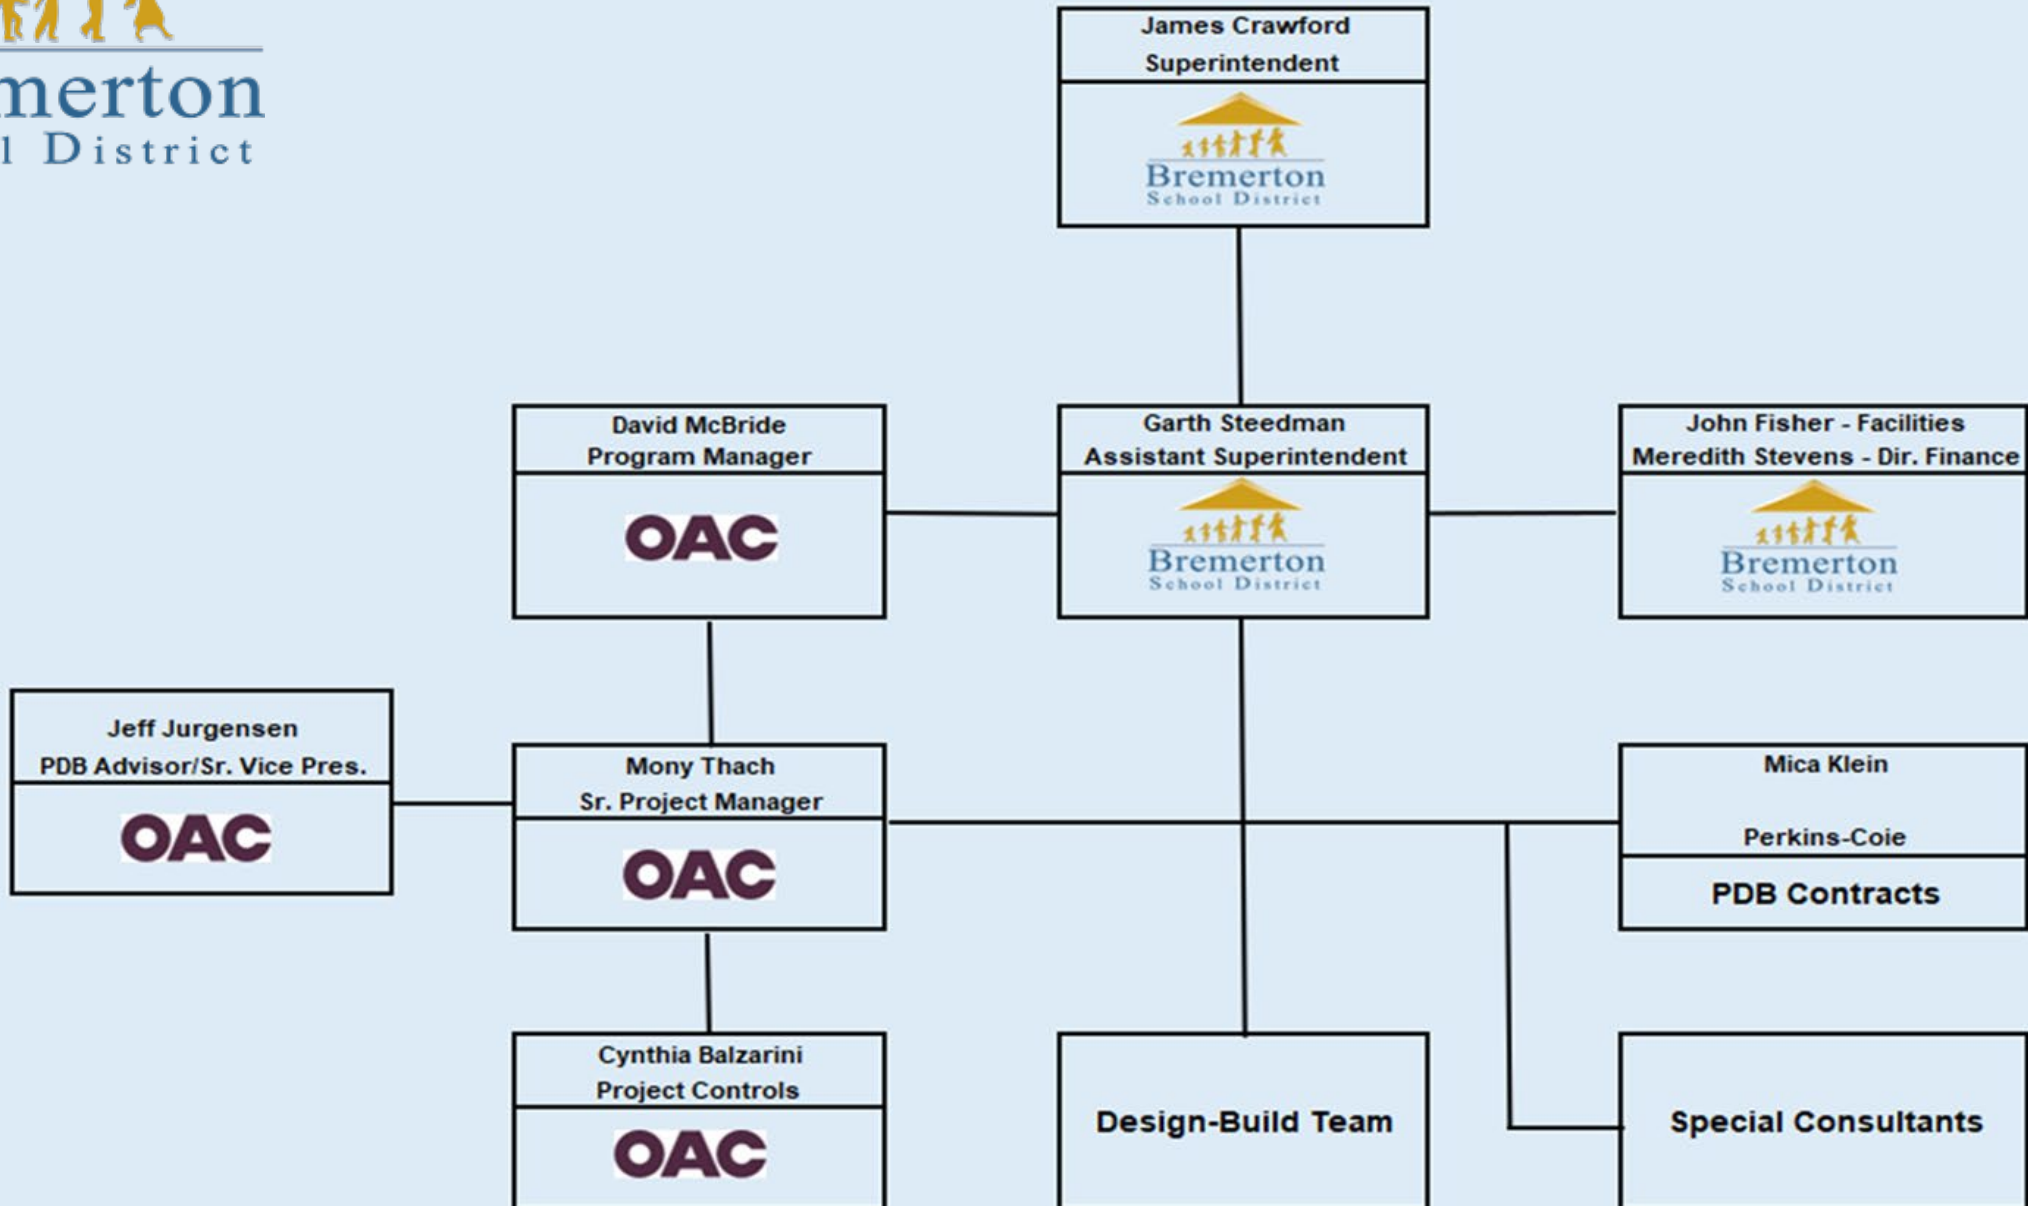 James Crawford
Superintendent
Bremerton
School District
merton
l District
David McBride
Program Manager
OAC
Garth Steedman
Assistant Superintendent
Bremerton
School District
John Fisher - Facilities
Meredith Stevens - Dir. Finance
Bremerton
School District
Jeff Jurgensen
PDB Advisor/Sr. Vice Pres.
OAC
Mony Thach
Sr. Project Manager
OAC
Mica Klein
Perkins-Coie
PDB Contracts
Cynthia Balzarini
Project Controls
OAC
Design-Build Team
Special Consultants